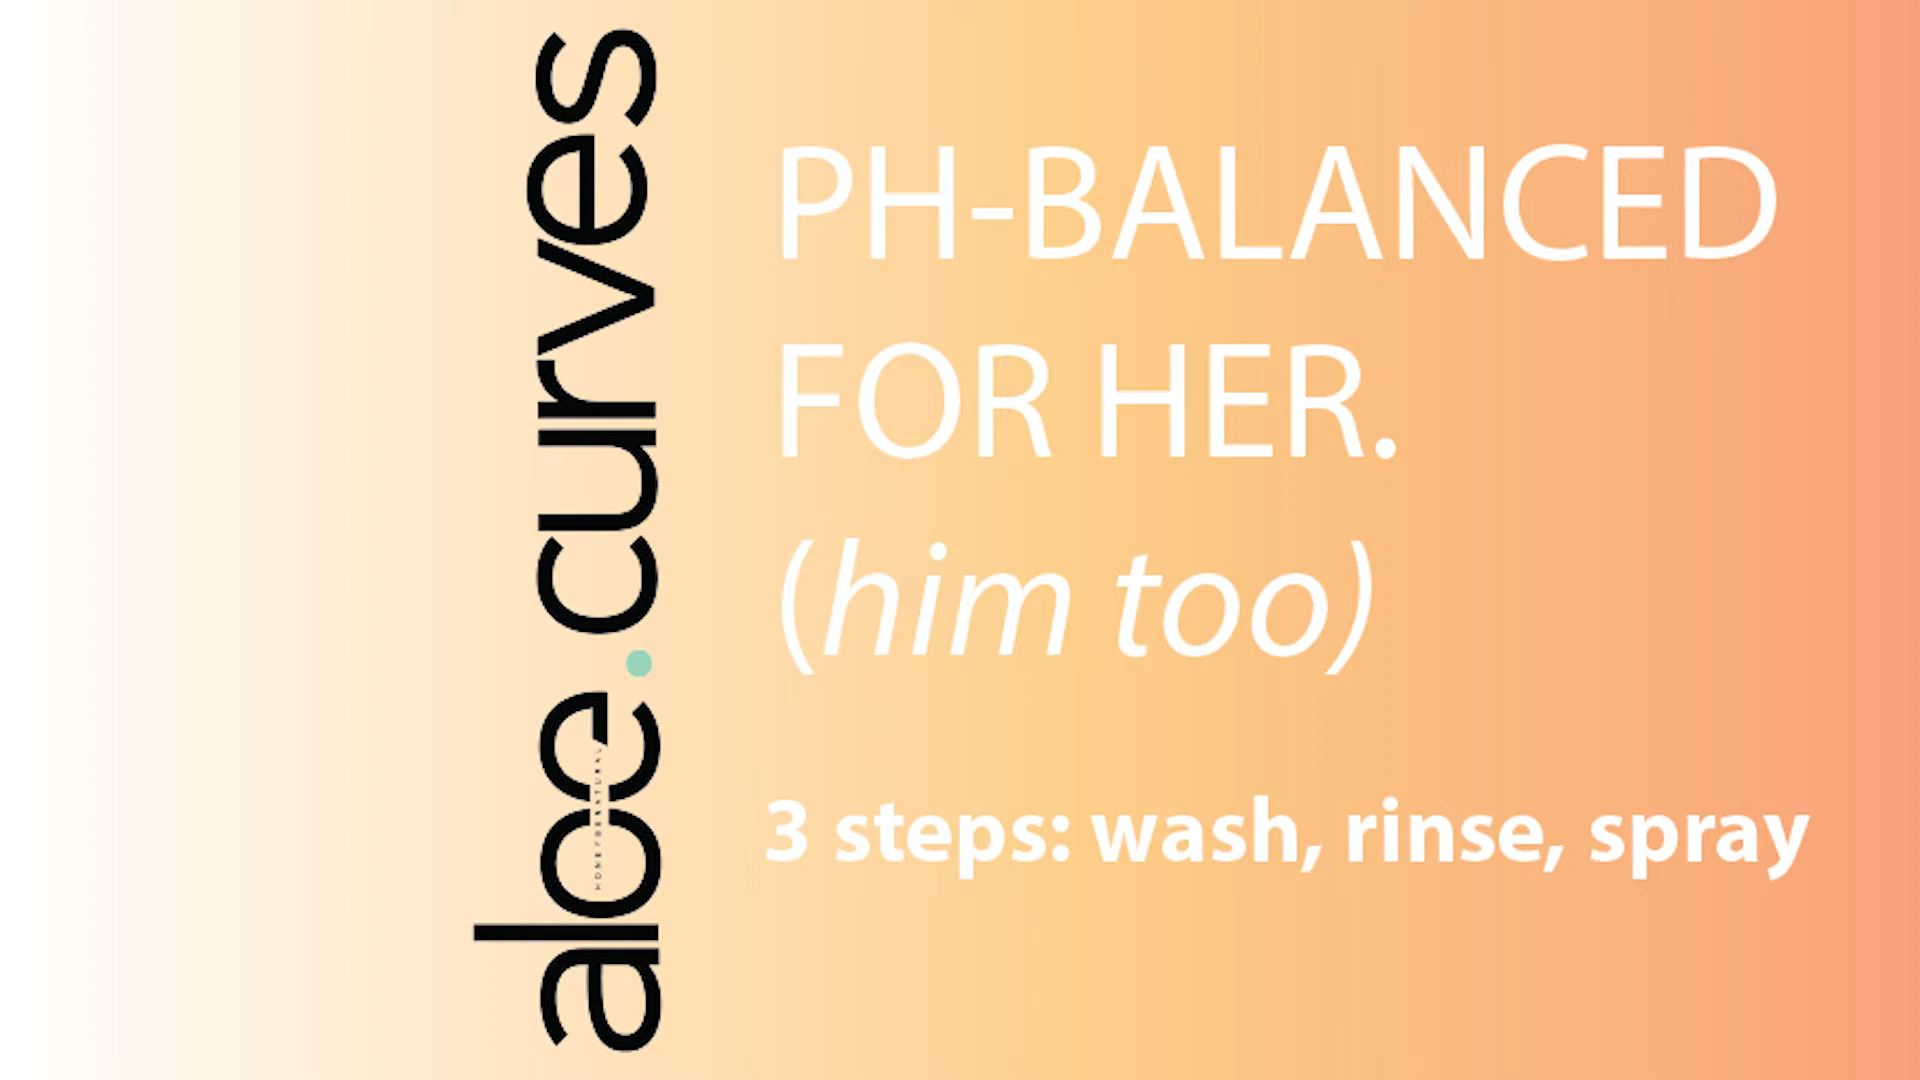 aloe.curves
PH-BALANCED
FOR HER.
(him too)
3 steps: wash, rinse, spray